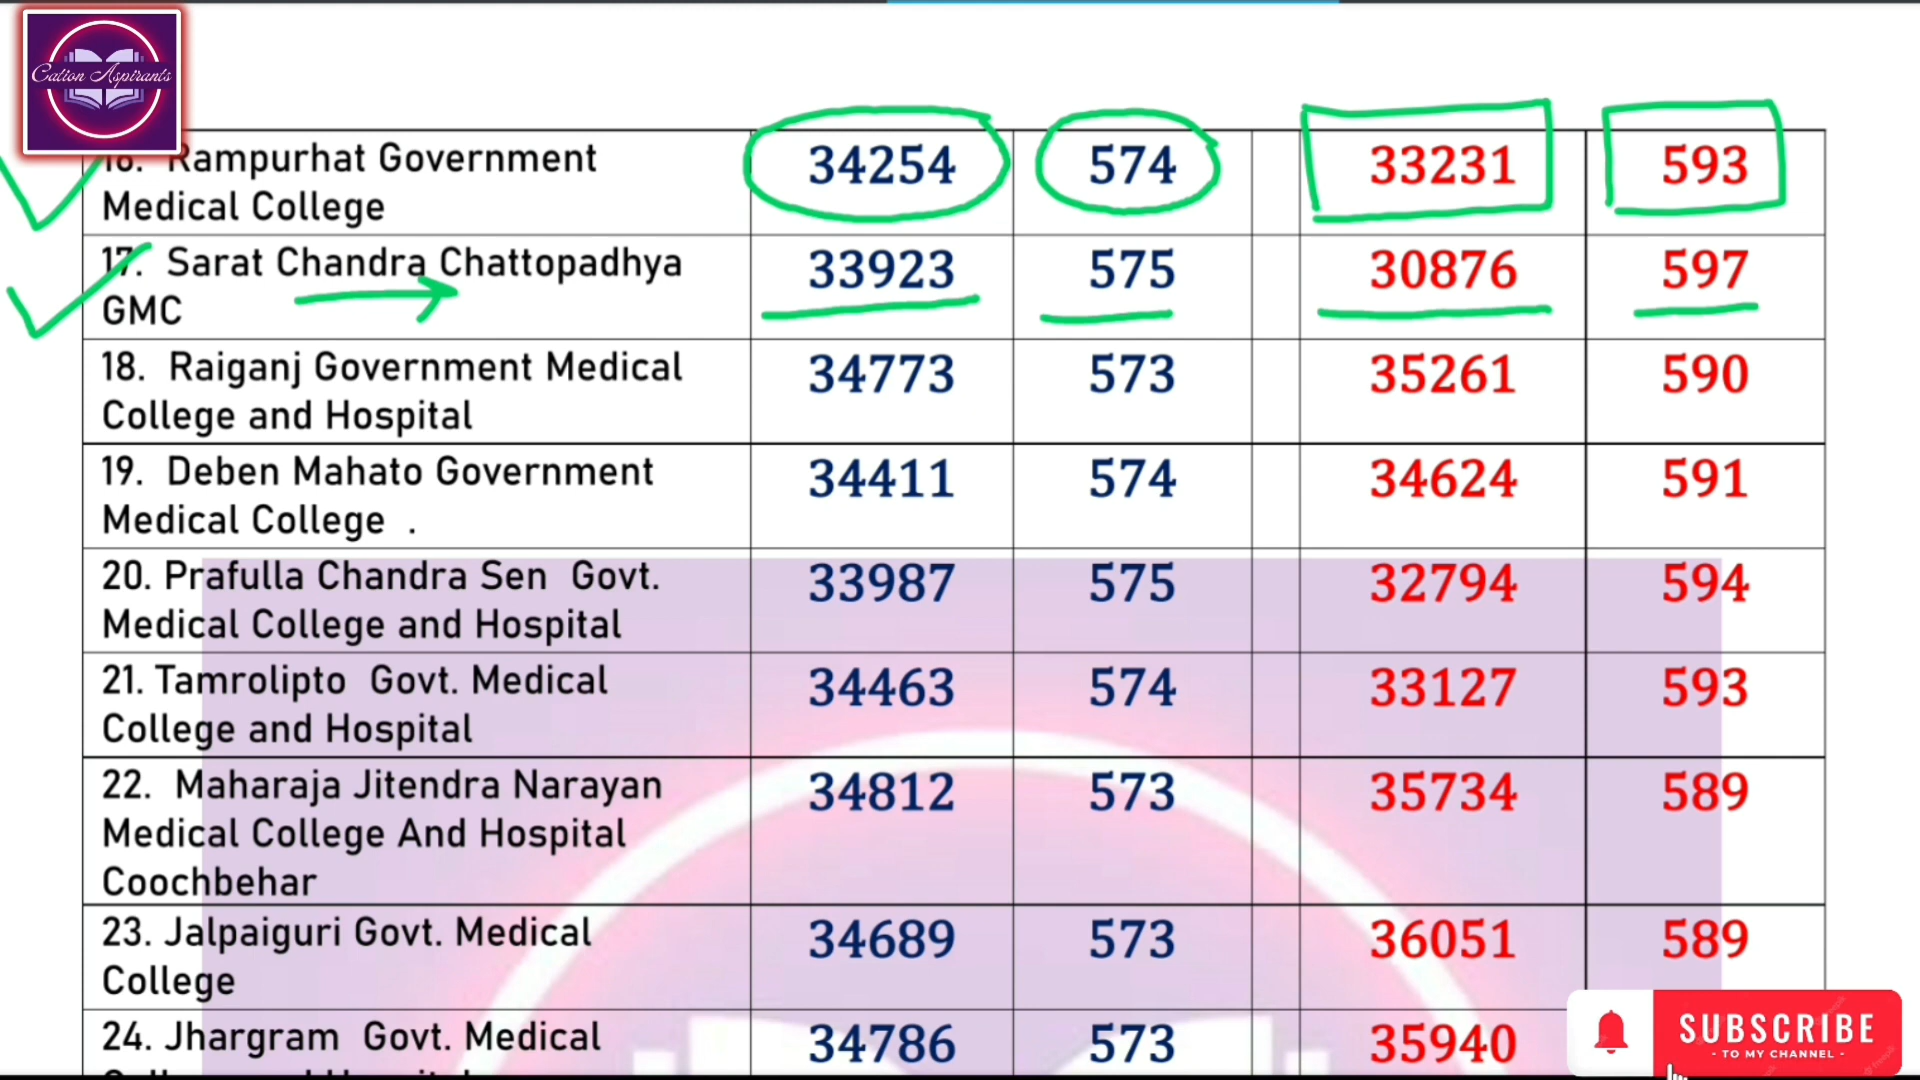 Cation Aspirants
16. Rampurhat Government 34254 574 33231 593
Medical College
17. Sarat Chandra Chattopadhya 33923 575 30876 597
GMC
18. Raiganj Government Medical 34773 573 35261 590
College and Hospital
19. Deben Mahato Government 34411 574 34624 591
Medical College .
20. Prafulla Chandra Sen Govt. 33987 575 32794 594
Medical College and Hospital
21. Tamrolipto Govt. Medical 34463 574 33127 593
College and Hospital
22. Maharaja Jitendra Narayan 34812 573 35734 589
Medical College And Hospital
Coochbehar
23. Jalpaiguri Govt. Medical 34689 573 36051 589
College
24. Jhargram Govt. Medical 34786 573 35940
SUBSCRIBE
- TO MY CHANNEL -